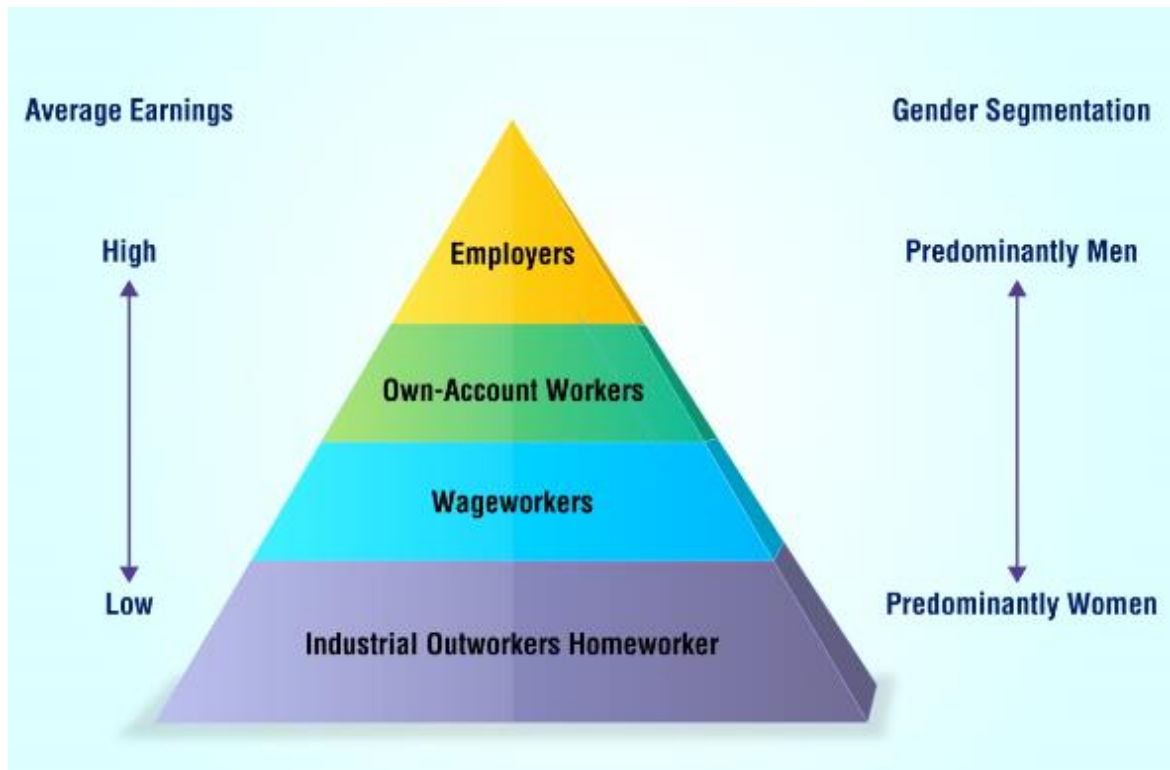 Average Earnings
Gender Segmentation
High
Employers
Predominantly Men
Own-Account Workers
Wageworkers
Low
Predominantly Women
Industrial Outworkers Homeworker